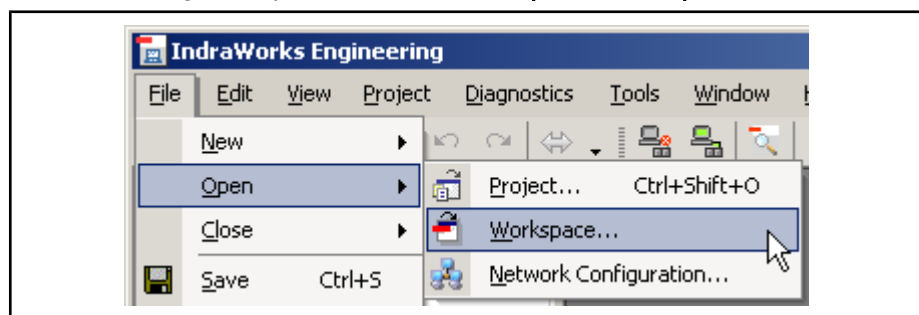 IndraWorks Engineering
File Edit View Project Diagnostics Tools Window
New
Open Project... Ctrl+Shift+O
Close Workspace...
Save Ctrl+S Network Configuration...